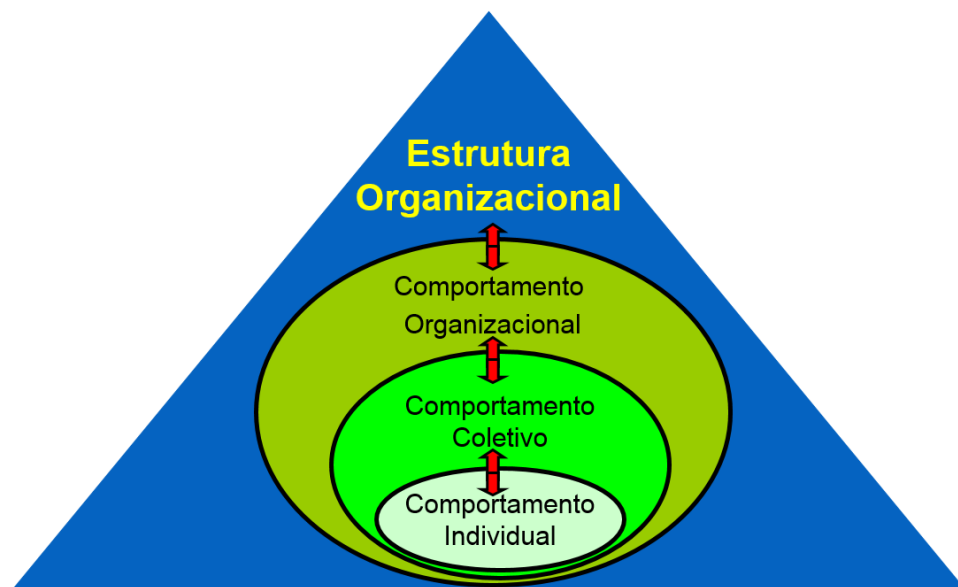 Estrutura
Organizacional
Comportamento
Organizacional
Comportamento
Coletivo
Comportamento
Individual